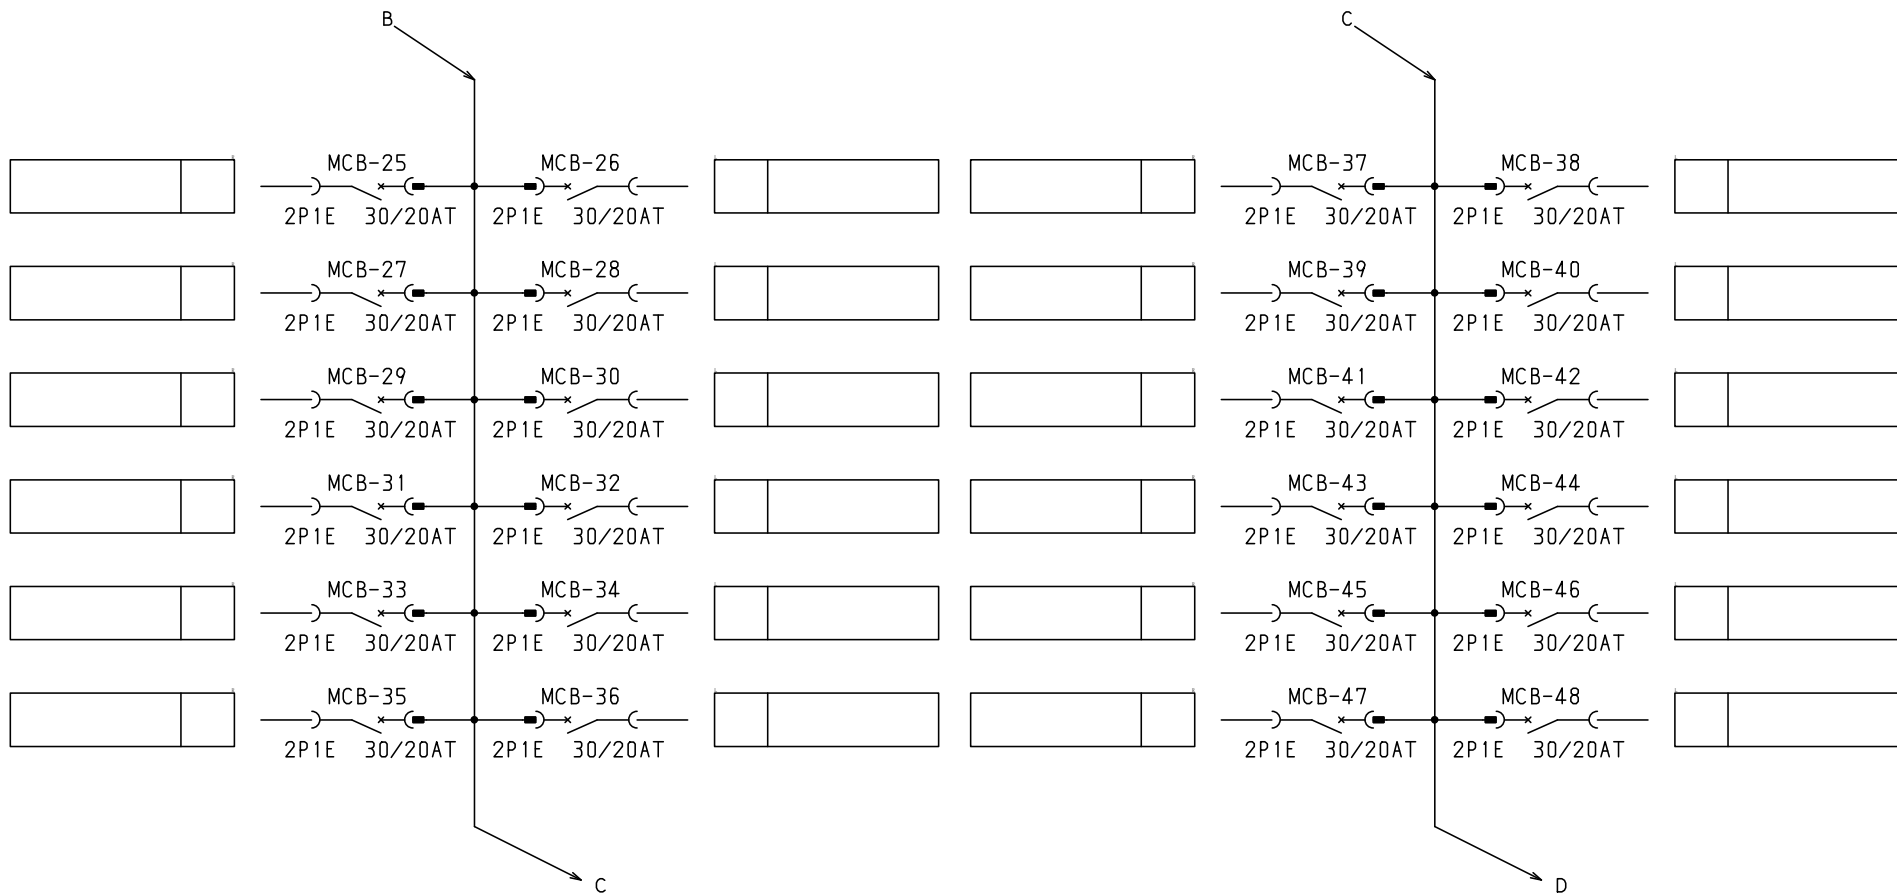 B
C
MCB-25 MCB-26 MCB-37 MCB-38
2P1E 30/20AT 2P1E 30/20AT 2P1E 30/20AT 2P1E 30/20AT
MCB-27 MCB-28 MCB-39 MCB-40
2P1E 30/20AT 2P1E 30/20AT 2P1E 30/20AT 2P1E 30/20AT
MCB-29 MCB-30 MCB-41 MCB-42
2P1E 30/20AT 2P1E 30/20AT 2P1E 30/20AT 2P1E 30/20AT
MCB-31 MCB-32 MCB-43 MCB-44
2P1E 30/20AT 2P1E 30/20AT 2P1E 30/20AT 2P1E 30/20AT
MCB-33 MCB-34 MCB-45 MCB-46
2P1E 30/20AT 2P1E 30/20AT 2P1E 30/20AT 2P1E 30/20AT
MCB-35 MCB-36 MCB-47 MCB-48
2P1E 30/20AT 2P1E 30/20AT 2P1E 30/20AT 2P1E 30/20AT
C
D